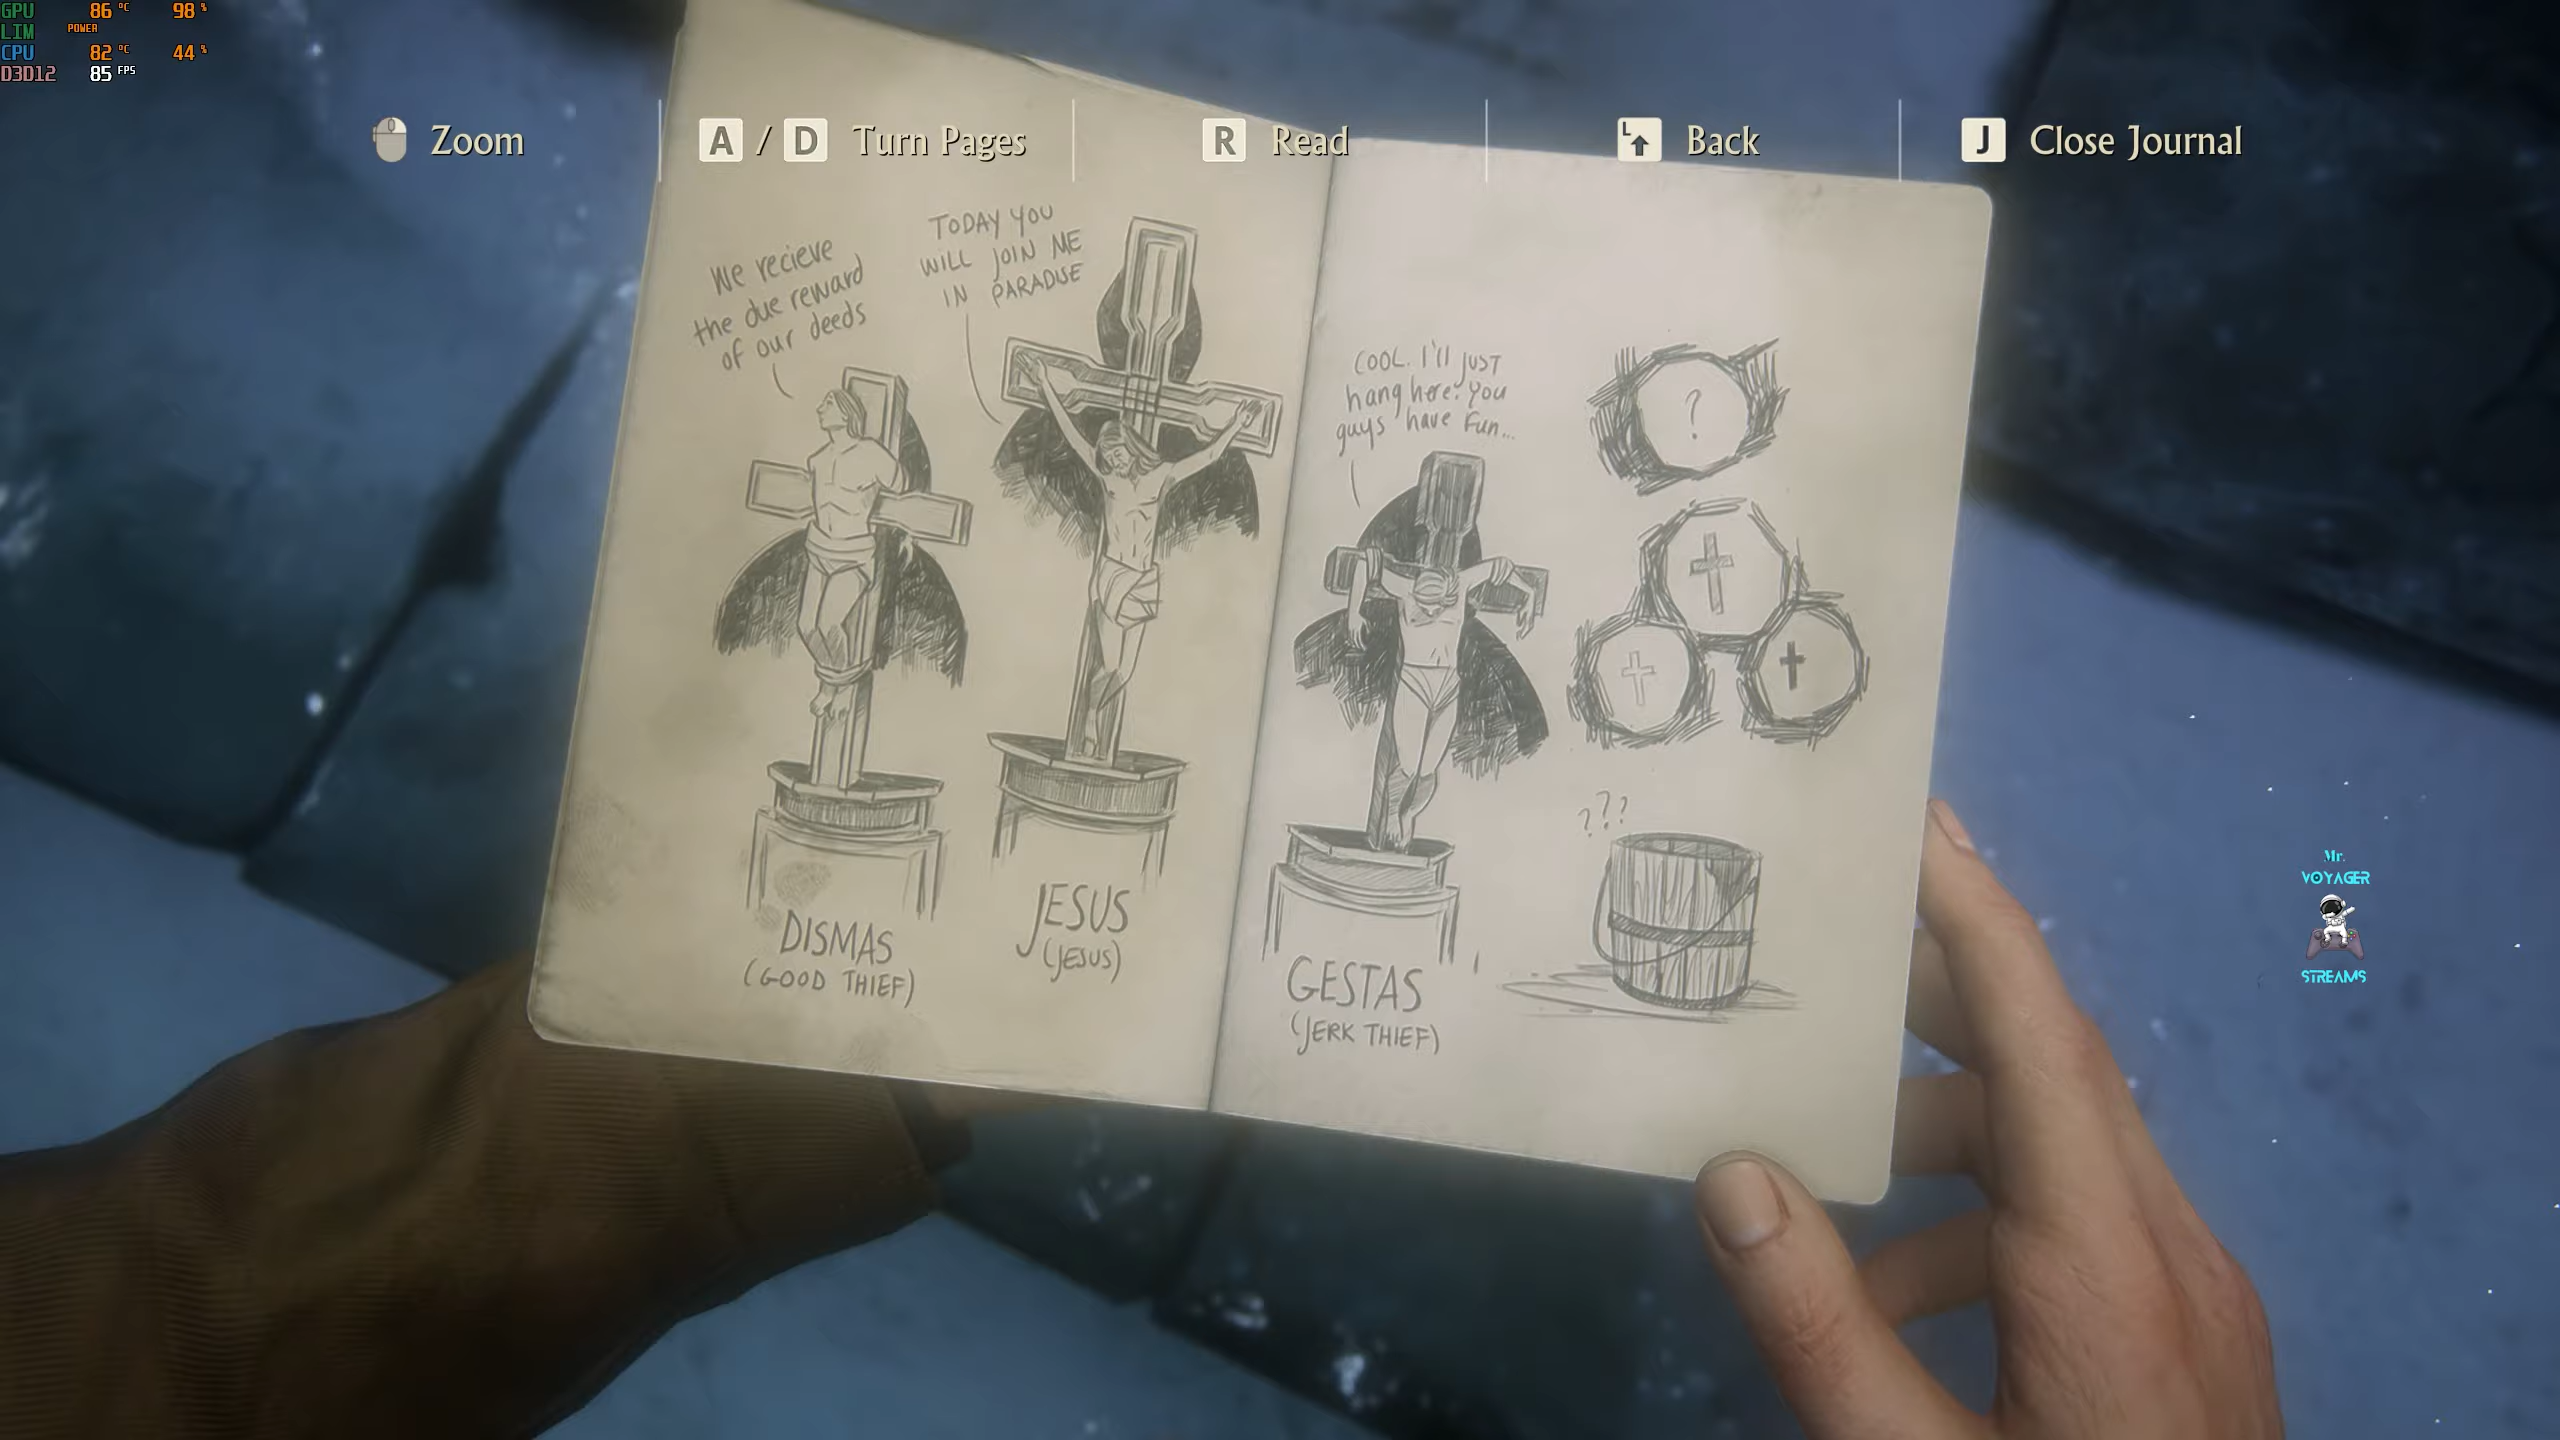 GPU 86 °C 98 %
LIM POWER
CPU 82 °C 44 %
D3D12 85 FPS
Zoom
A / D Turn Pages
R Read
L Back
J Close Journal
We recieve
the due reward
of our deeds
TODAY YOU
WILL JOIN ME
IN PARADISE
COOL. I'll JUST
hang here. You
guys have Fun...
?
???
DISMAS
(GOOD THIEF)
JESUS
(JESUS)
GESTAS
(JERK THIEF)
Mr.
VOYAGER
STREAMS